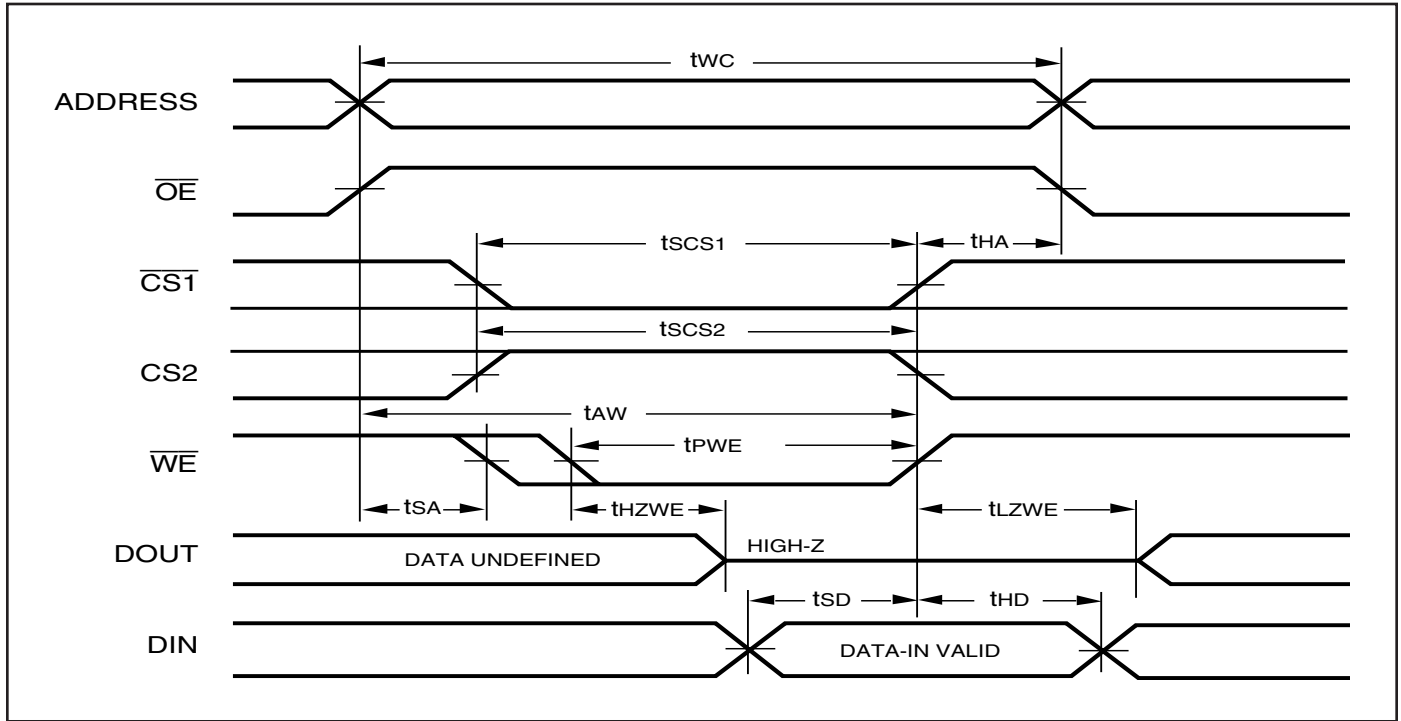 tWC
ADDRESS
OE
tSCS1
tHA
CS1
tSCS2
CS2
tAW
tPWE
WE
tSA
tHZWE
tLZWE
DOUT
DATA UNDEFINED
HIGH-Z
tSD
tHD
DIN
DATA-IN VALID